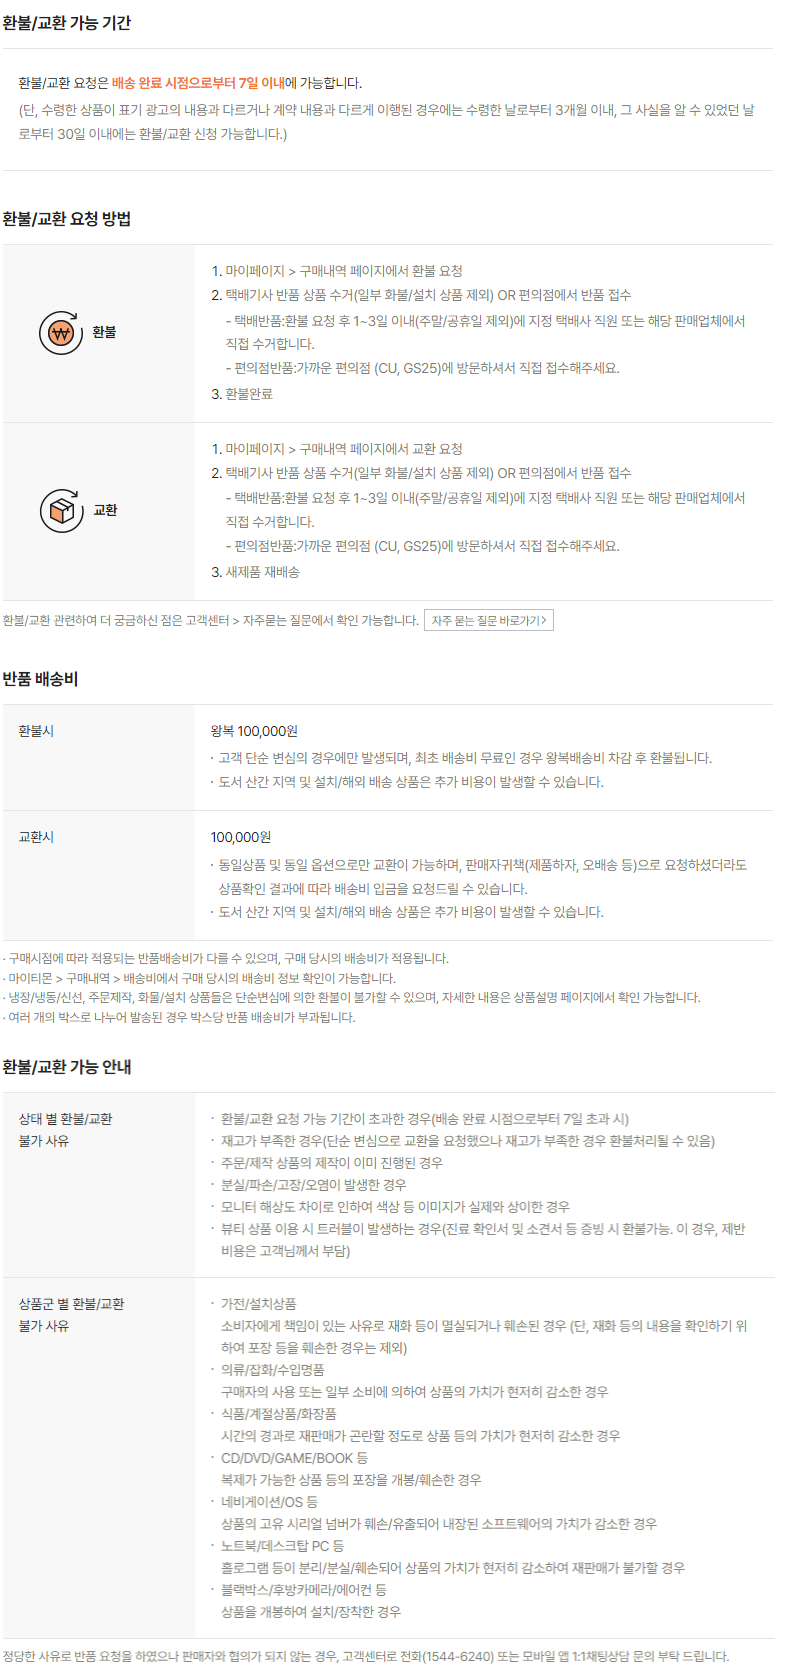 환불/교환 가능 기간
환불/교환 요청은 배송 완료 시점으로부터 7일 이내에 가능합니다.
(단, 수령한 상품이 표기 광고의 내용과 다르거나 계약 내용과 다르게 이행된 경우에는 수령한 날로부터 3개월 이내, 그 사실을 알 수 있었던 날
로부터 30일 이내에는 환불/교환 신청 가능합니다.)
환불/교환 요청 방법
환불
1. 마이페이지 > 구매내역 페이지에서 환불 요청
2. 택배기사 반품 상품 수거(일부 화불/설치 상품 제외) OR 편의점에서 반품 접수
- 택배반품:환불 요청 후 1~3일 이내(주말/공휴일 제외)에 지정 택배사 직원 또는 해당 판매업체에서
직접 수거합니다.
- 편의점반품:가까운 편의점 (CU, GS25)에 방문하셔서 직접 접수해주세요.
3. 환불완료
교환
1. 마이페이지 > 구매내역 페이지에서 교환 요청
2. 택배기사 반품 상품 수거(일부 화불/설치 상품 제외) OR 편의점에서 반품 접수
- 택배반품:환불 요청 후 1~3일 이내(주말/공휴일 제외)에 지정 택배사 직원 또는 해당 판매업체에서
직접 수거합니다.
- 편의점반품:가까운 편의점 (CU, GS25)에 방문하셔서 직접 접수해주세요.
3. 새제품 재배송
환불/교환 관련하여 더 궁금하신 점은 고객센터 > 자주묻는 질문에서 확인 가능합니다. 자주 묻는 질문 바로가기 >
반품 배송비
환불시
왕복 100,000원
· 고객 단순 변심의 경우에만 발생되며, 최초 배송비 무료인 경우 왕복배송비 차감 후 환불됩니다.
· 도서 산간 지역 및 설치/해외 배송 상품은 추가 비용이 발생할 수 있습니다.
교환시
100,000원
· 동일상품 및 동일 옵션으로만 교환이 가능하며, 판매자귀책(제품하자, 오배송 등)으로 요청하셨더라도
상품확인 결과에 따라 배송비 입금을 요청드릴 수 있습니다.
· 도서 산간 지역 및 설치/해외 배송 상품은 추가 비용이 발생할 수 있습니다.
· 구매시점에 따라 적용되는 반품배송비가 다를 수 있으며, 구매 당시의 배송비가 적용됩니다.
· 마이티몬 > 구매내역 > 배송비에서 구매 당시의 배송비 정보 확인이 가능합니다.
· 냉장/냉동/신선, 주문제작, 화물/설치 상품들은 단순변심에 의한 환불이 불가할 수 있으며, 자세한 내용은 상품설명 페이지에서 확인 가능합니다.
· 여러 개의 박스로 나누어 발송된 경우 박스당 반품 배송비가 부과됩니다.
환불/교환 가능 안내
상태 별 환불/교환
불가 사유
· 환불/교환 요청 가능 기간이 초과한 경우(배송 완료 시점으로부터 7일 초과 시)
· 재고가 부족한 경우(단순 변심으로 교환을 요청했으나 재고가 부족한 경우 환불처리될 수 있음)
· 주문/제작 상품의 제작이 이미 진행된 경우
· 분실/파손/고장/오염이 발생한 경우
· 모니터 해상도 차이로 인하여 색상 등 이미지가 실제와 상이한 경우
· 뷰티 상품 이용 시 트러블이 발생하는 경우(진료 확인서 및 소견서 등 증빙 시 환불가능. 이 경우, 제반
비용은 고객님께서 부담)
상품군 별 환불/교환
불가 사유
· 가전/설치상품
소비자에게 책임이 있는 사유로 재화 등이 멸실되거나 훼손된 경우 (단, 재화 등의 내용을 확인하기 위
하여 포장 등을 훼손한 경우는 제외)
· 의류/잡화/수입명품
구매자의 사용 또는 일부 소비에 의하여 상품의 가치가 현저히 감소한 경우
· 식품/계절상품/화장품
시간의 경과로 재판매가 곤란할 정도로 상품 등의 가치가 현저히 감소한 경우
· CD/DVD/GAME/BOOK 등
복제가 가능한 상품 등의 포장을 개봉/훼손한 경우
· 네비게이션/OS 등
상품의 고유 시리얼 넘버가 훼손/유출되어 내장된 소프트웨어의 가치가 감소한 경우
· 노트북/데스크탑 PC 등
홀로그램 등이 분리/분실/훼손되어 상품의 가치가 현저히 감소하여 재판매가 불가할 경우
· 블랙박스/후방카메라/에어컨 등
상품을 개봉하여 설치/장착한 경우
정당한 사유로 반품 요청을 하였으나 판매자와 협의가 되지 않는 경우, 고객센터로 전화(1544-6240) 또는 모바일 앱 1:1채팅상담 문의 부탁 드립니다.